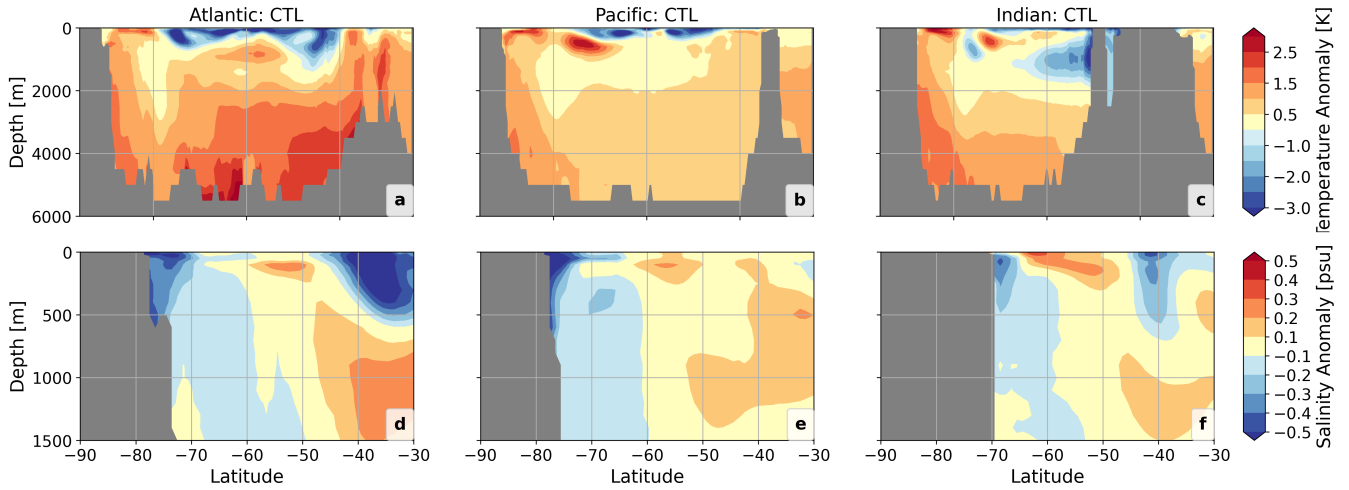 Atlantic: CTL
Pacific: CTL
Indian: CTL
Depth [m]
0
2000
4000
6000
a
b
c
2.5
1.5
0.5
−1.0
−2.0
−3.0
Temperature Anomaly [K]
Depth [m]
0
500
1000
1500
d
e
f
0.5
0.4
0.3
0.2
0.1
−0.1
−0.2
−0.3
−0.4
−0.5
Salinity Anomaly [psu]
−90 −80 −70 −60 −50 −40 −30
−90 −80 −70 −60 −50 −40 −30
−90 −80 −70 −60 −50 −40 −30
Latitude
Latitude
Latitude